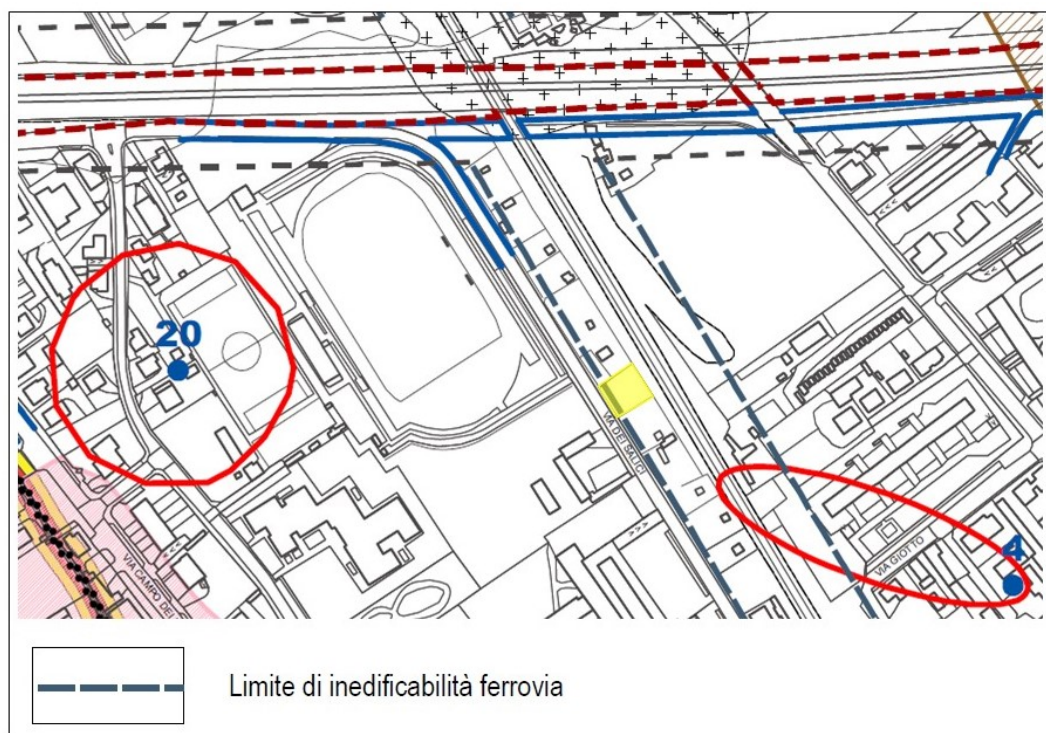 20
VIA DEI SALICI
VIA CAMPO DEI
VIA GIOTTO
4
Limite di inedificabilità ferrovia